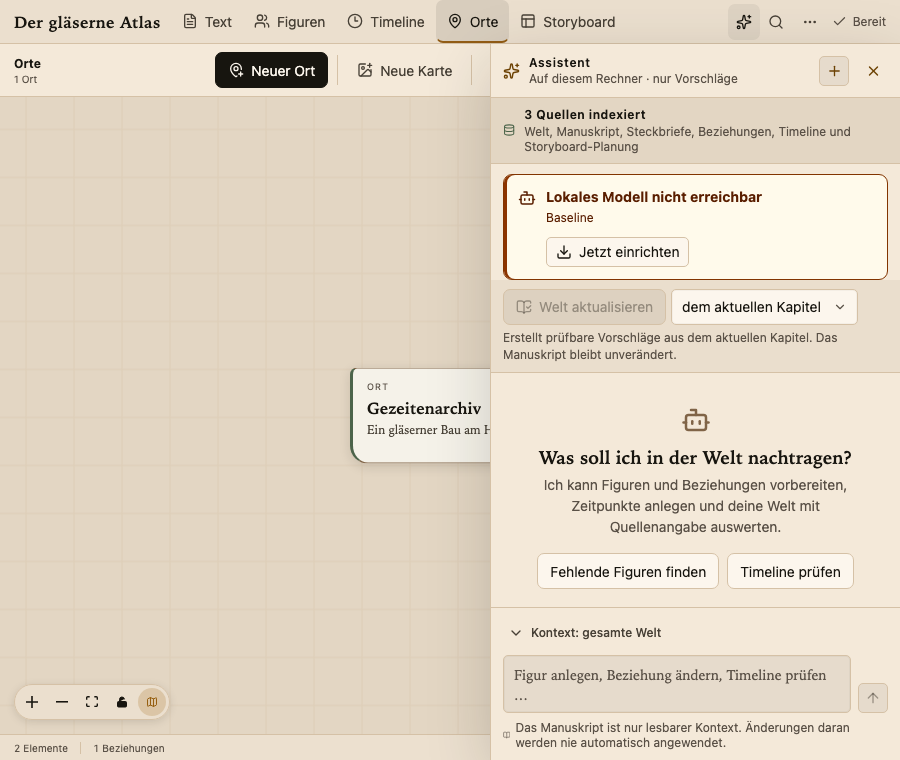 Der gläserne Atlas
Text
Figuren
Timeline
Orte
Storyboard
Bereit
Orte
1 Ort
Neuer Ort
Neue Karte
Assistent
Auf diesem Rechner · nur Vorschläge
3 Quellen indexiert
Welt, Manuskript, Steckbriefe, Beziehungen, Timeline und
Storyboard-Planung
Lokales Modell nicht erreichbar
Baseline
Jetzt einrichten
Welt aktualisieren
dem aktuellen Kapitel
Erstellt prüfbare Vorschläge aus dem aktuellen Kapitel. Das
Manuskript bleibt unverändert.
ORT
Gezeitenarchiv
Ein gläserner Bau am
Was soll ich in der Welt nachtragen?
Ich kann Figuren und Beziehungen vorbereiten,
Zeitpunkte anlegen und deine Welt mit
Quellenangabe auswerten.
Fehlende Figuren finden
Timeline prüfen
Kontext: gesamte Welt
Figur anlegen, Beziehung ändern, Timeline prüfen
…
Das Manuskript ist nur lesbarer Kontext. Änderungen daran
werden nie automatisch angewendet.
2 Elemente
1 Beziehungen